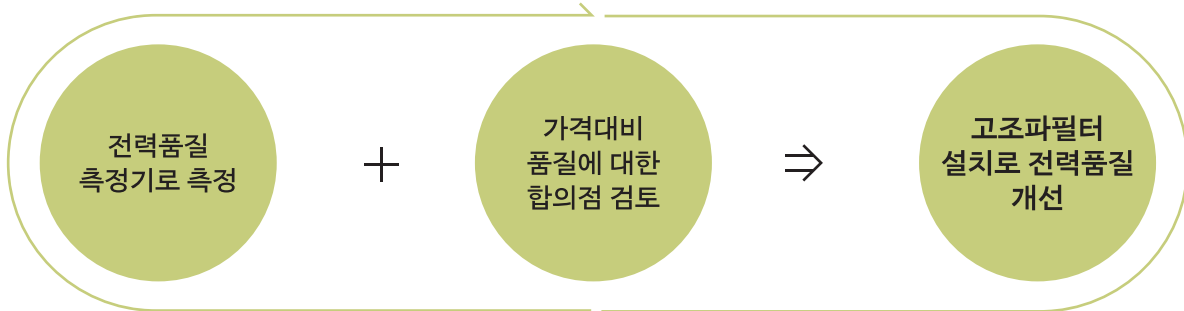 전력품질
측정기로 측정
+
가격대비
품질에 대한
합의점 검토
⇒
고조파필터
설치로 전력품질
개선